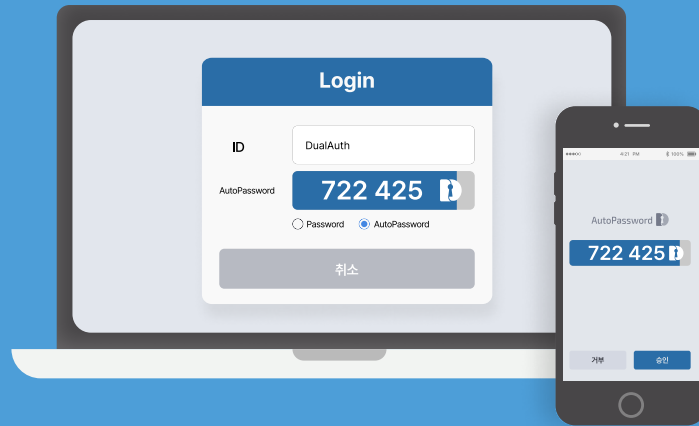 Login
ID
DualAuth
AutoPassword
722 425
Password
AutoPassword
취소
4:21 PM
100%
AutoPassword
722 425
거부
승인